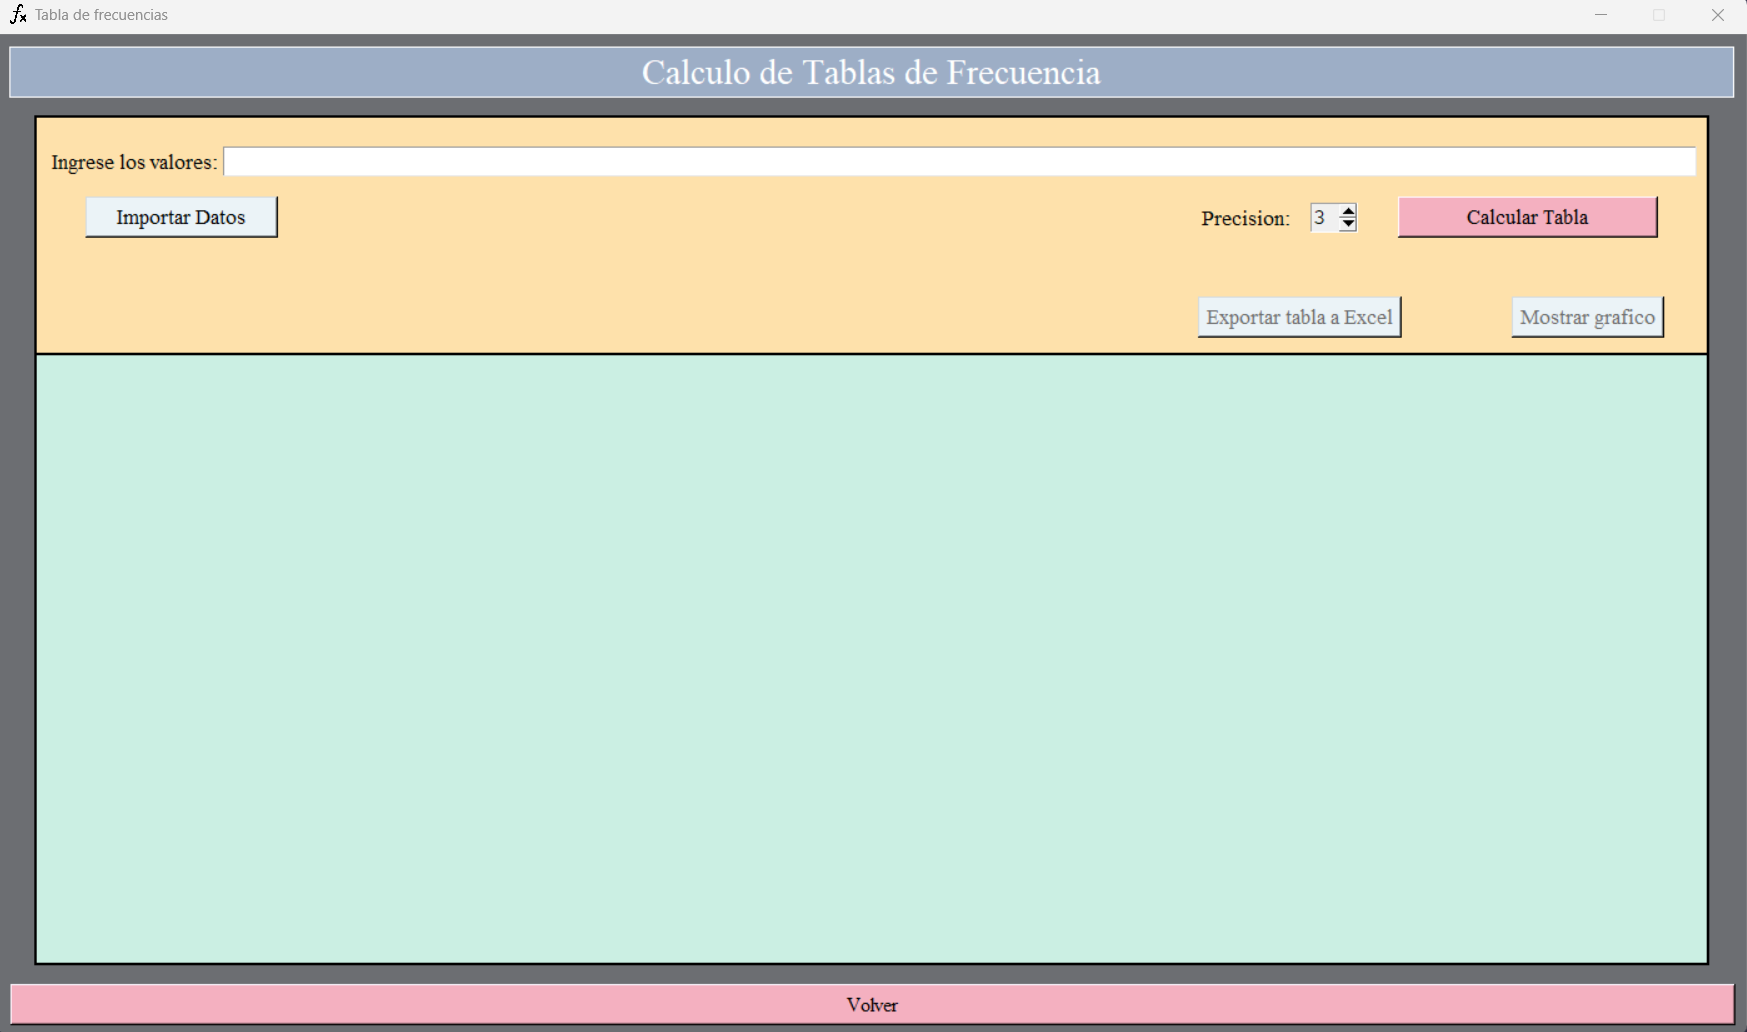 Tabla de frecuencias
Calculo de Tablas de Frecuencia
Ingrese los valores:
Importar Datos
Precision: 3
Calcular Tabla
Exportar tabla a Excel
Mostrar grafico
Volver